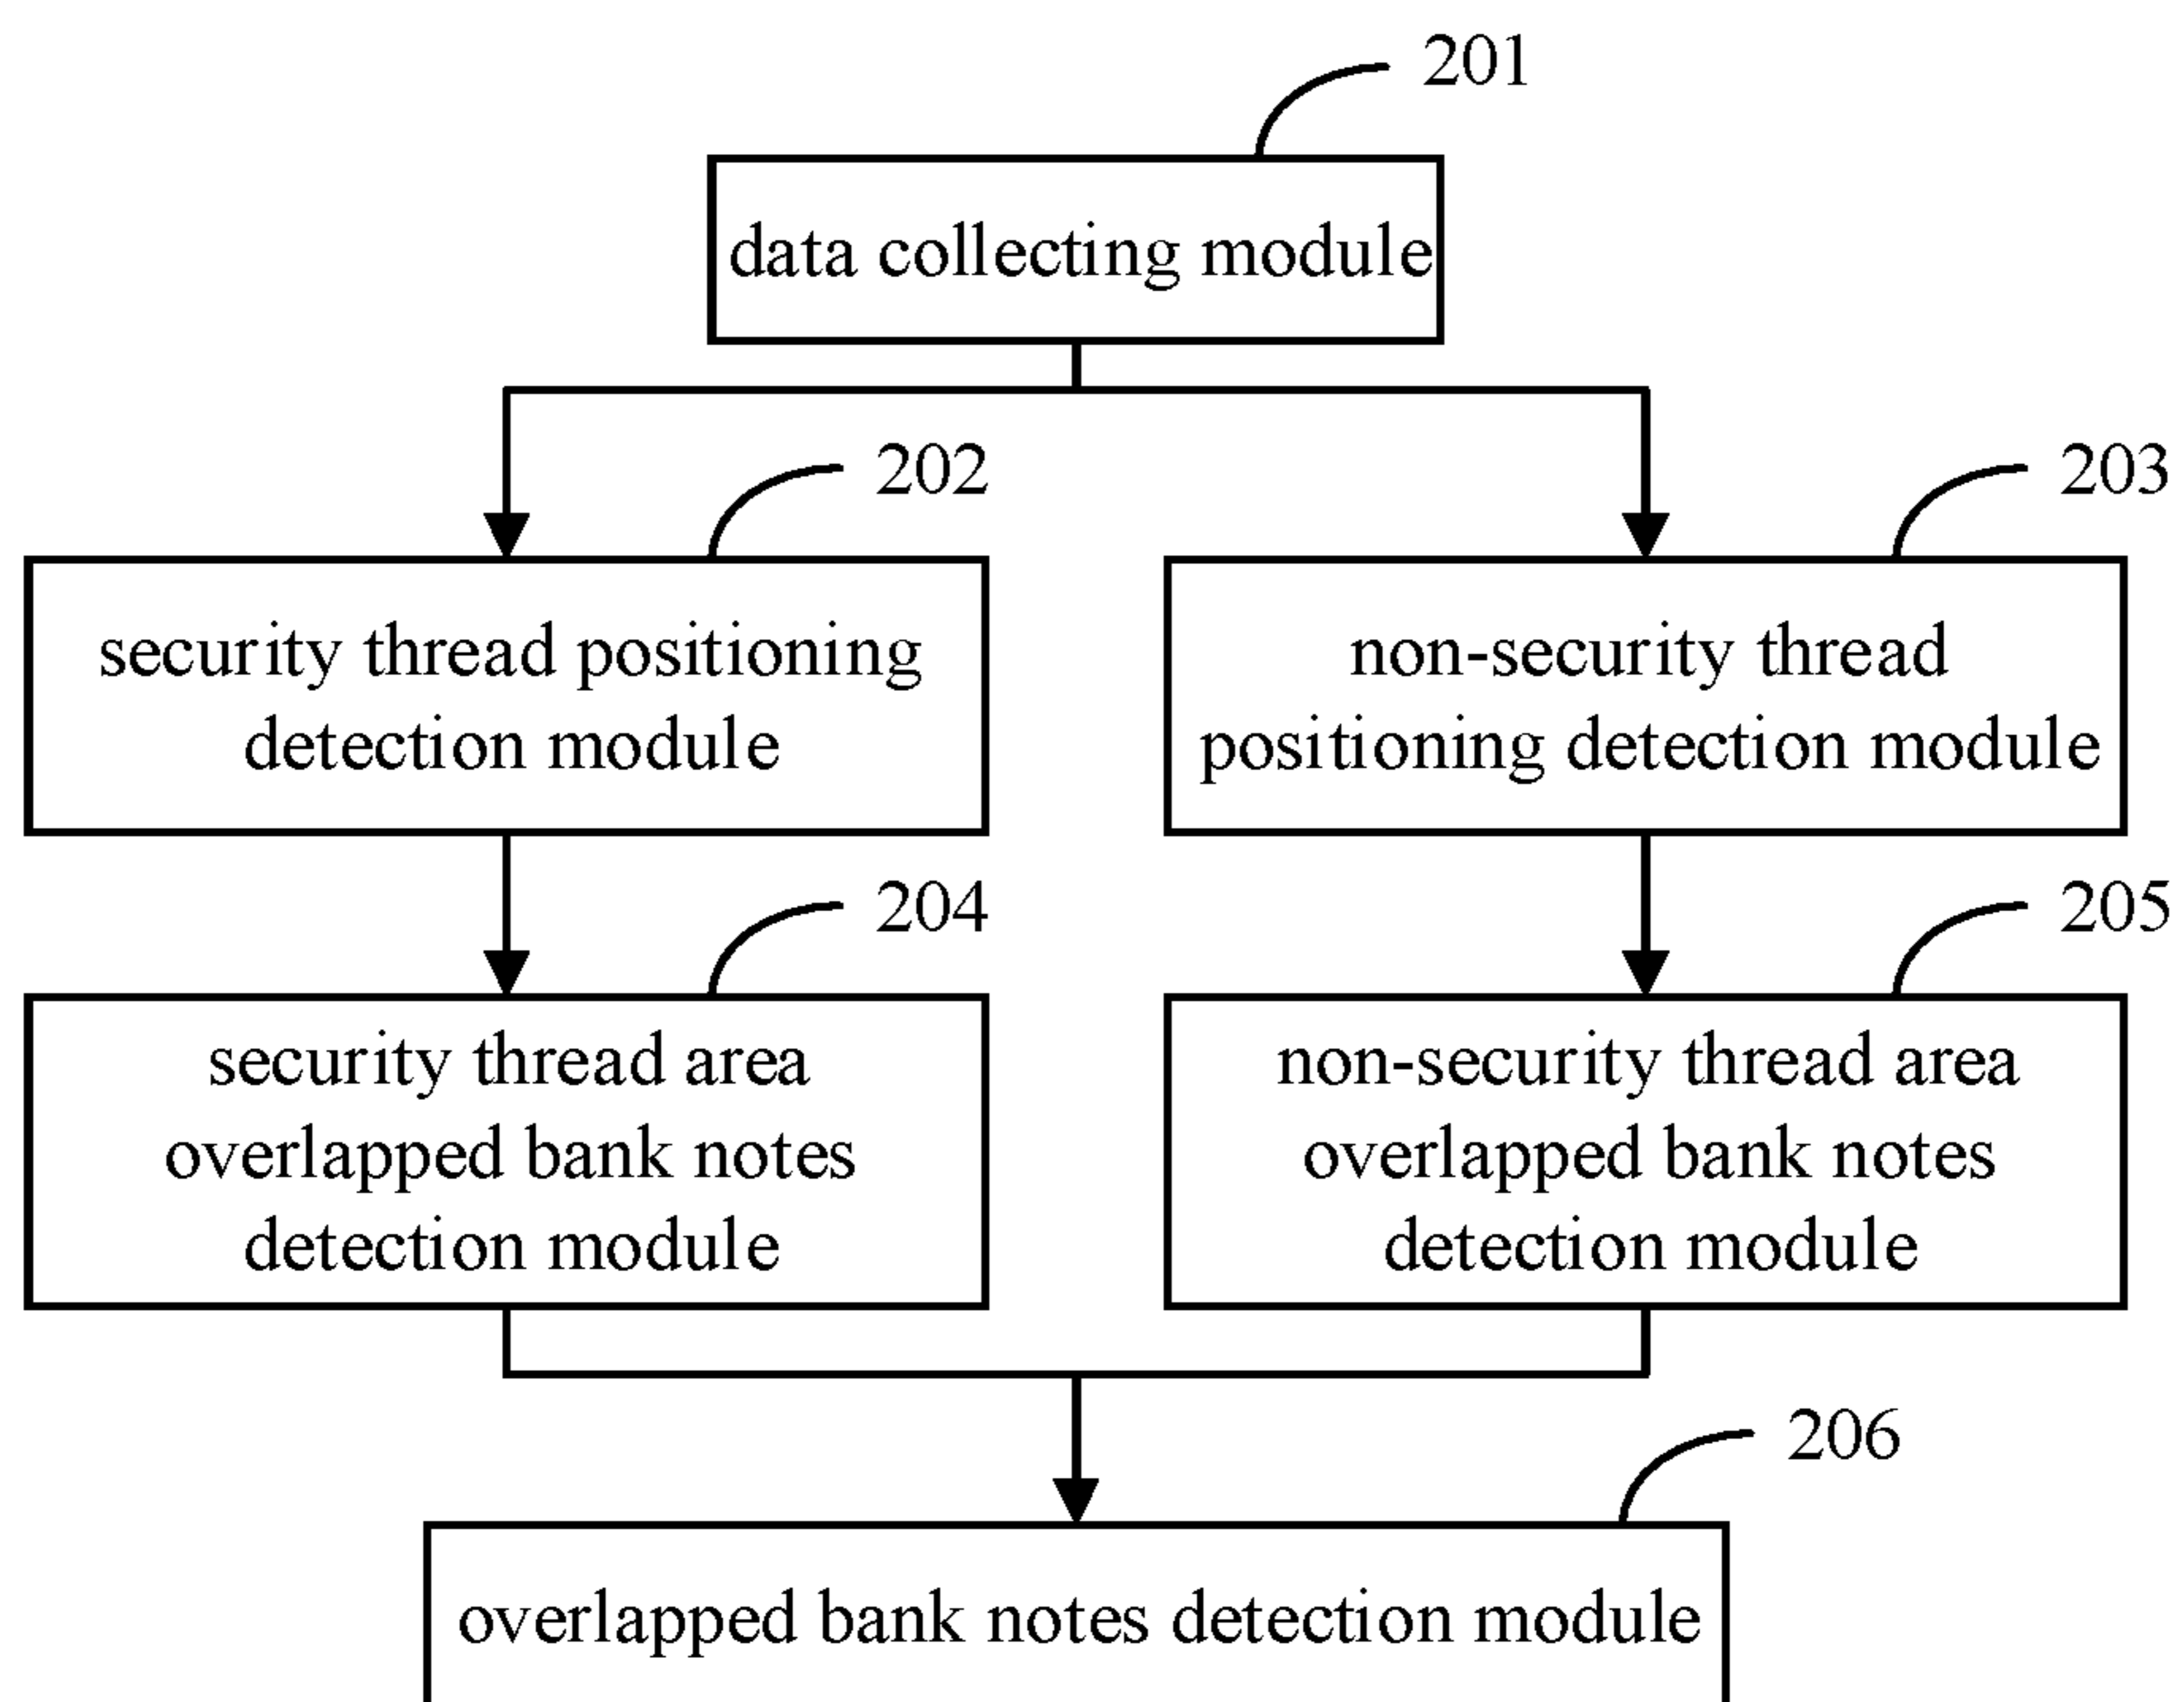 201
data collecting module
202
203
security thread positioning
detection module
non-security thread
positioning detection module
204
205
security thread area
overlapped bank notes
detection module
non-security thread area
overlapped bank notes
detection module
206
overlapped bank notes detection module